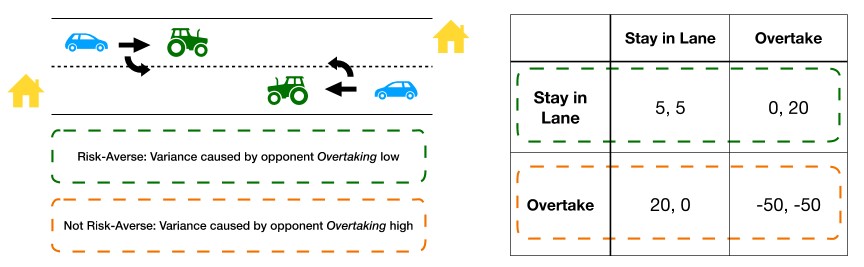 Risk-Averse: Variance caused by opponent Overtaking low
Not Risk-Averse: Variance caused by opponent Overtaking high
Stay in Lane
Overtake
Stay in
Lane
5, 5
0, 20
Overtake
20, 0
-50, -50